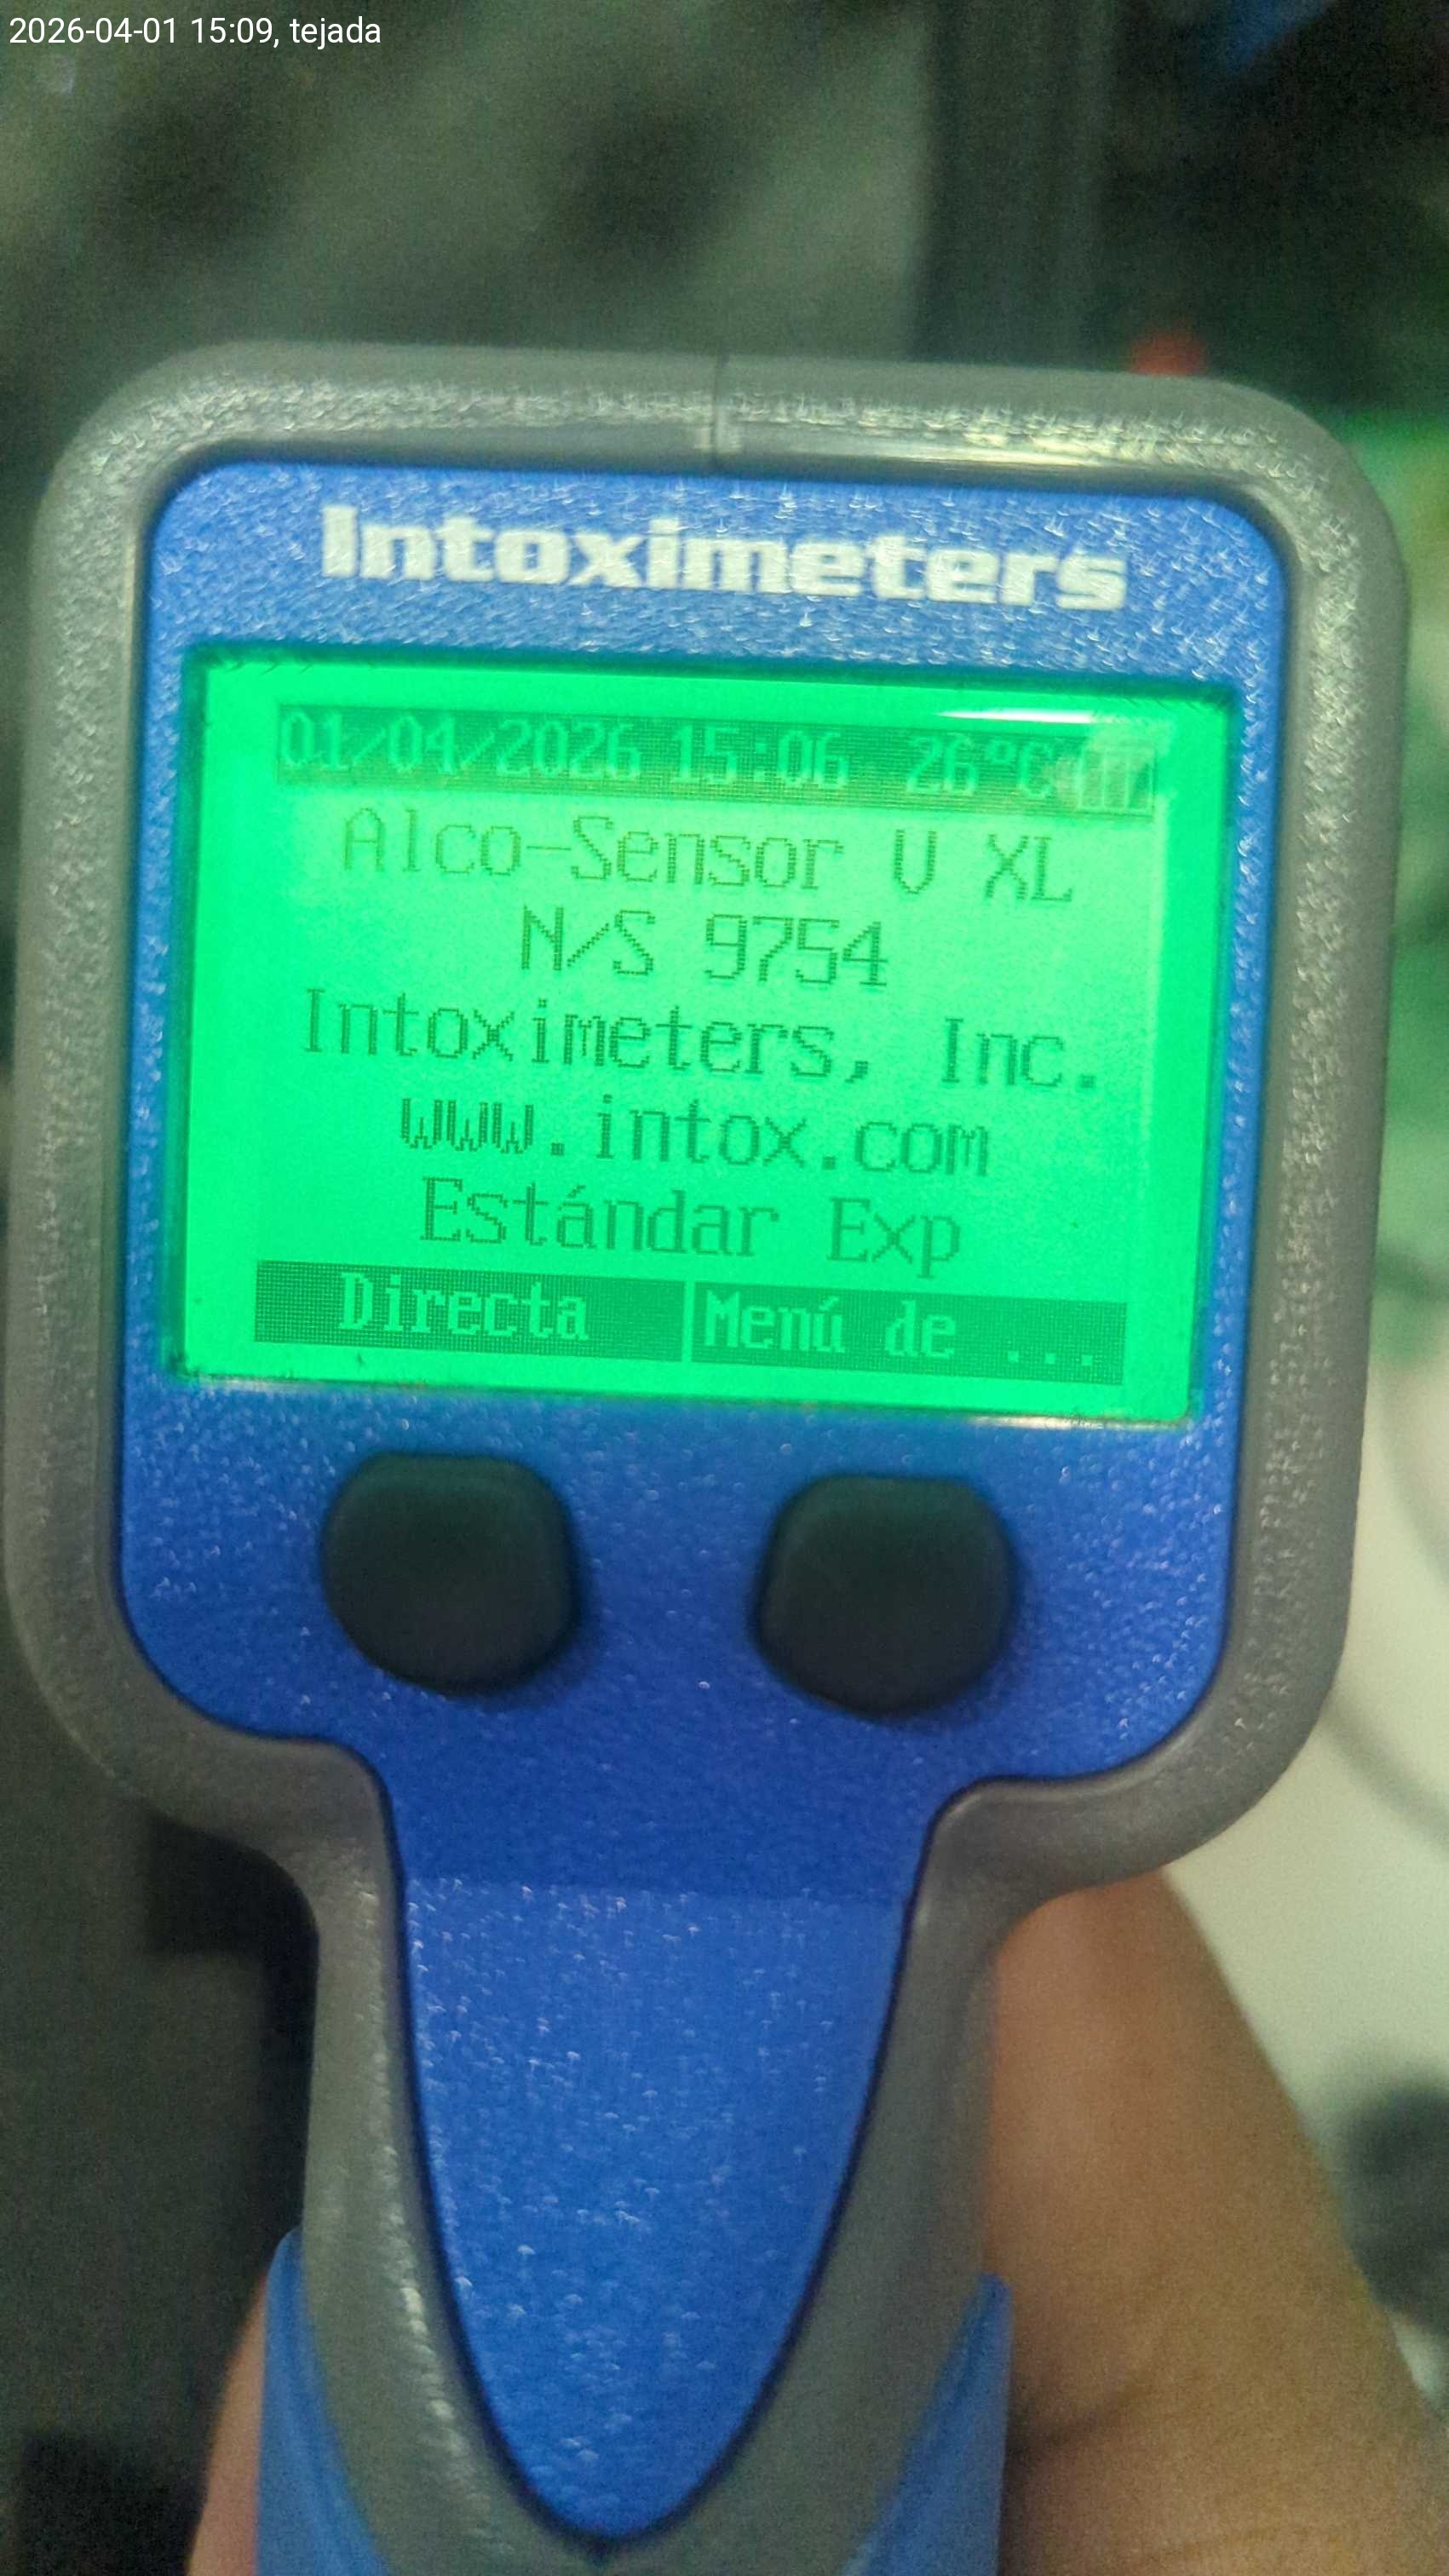 2026-04-01 15:09, tejada
Intoximeters
01/04/2026 15:06 26°C
Alco-Sensor V XL
N/S 9754
Intoximeters, Inc.
www.intox.com
Estándar Exp
Directa Menú de ...